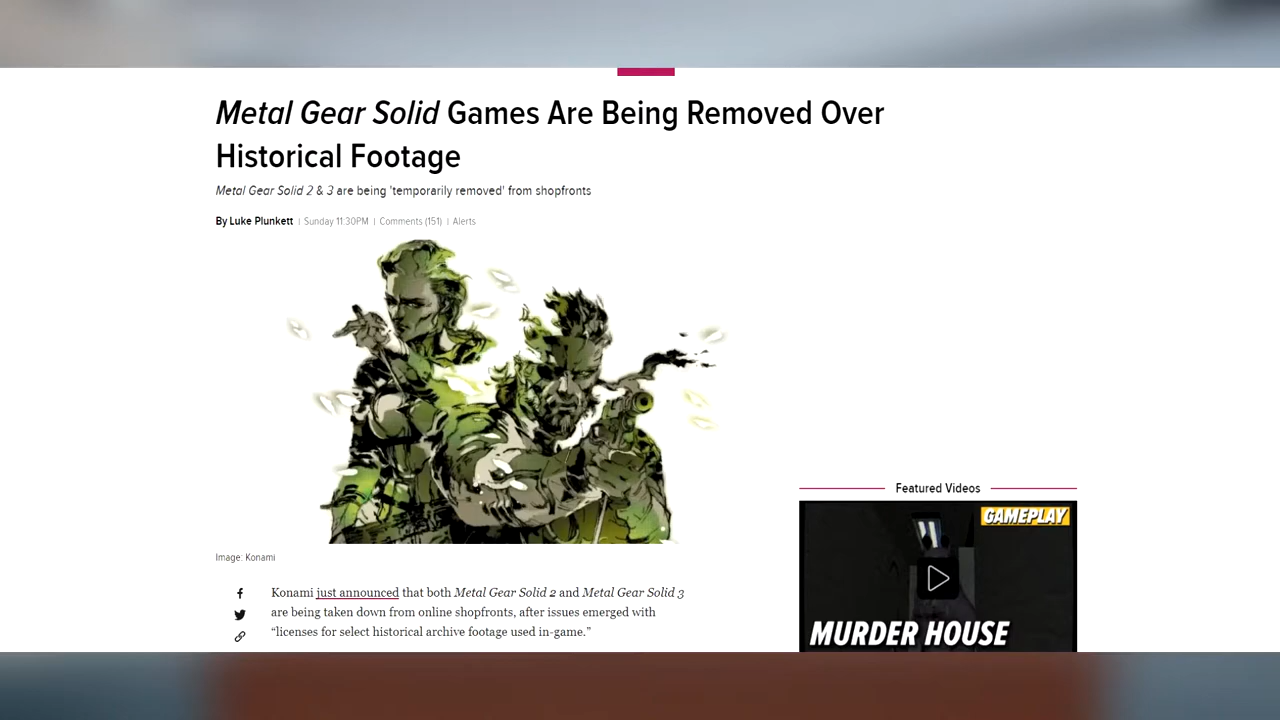 Metal Gear Solid Games Are Being Removed Over
Historical Footage
Metal Gear Solid 2 & 3 are being 'temporarily removed' from shopfronts
By Luke Plunkett | Sunday 11:30PM | Comments (151) | Alerts
Image: Konami
Konami just announced that both Metal Gear Solid 2 and Metal Gear Solid 3
are being taken down from online shopfronts, after issues emerged with
“licenses for select historical archive footage used in-game.”
Featured Videos
GAMEPLAY
MURDER HOUSE